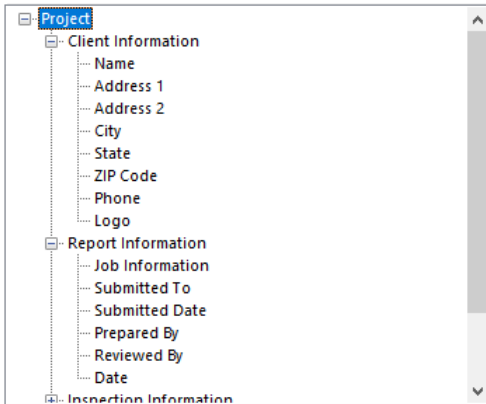 Project
Client Information
Name
Address 1
Address 2
City
State
ZIP Code
Phone
Logo
Report Information
Job Information
Submitted To
Submitted Date
Prepared By
Reviewed By
Date
Inspection Information